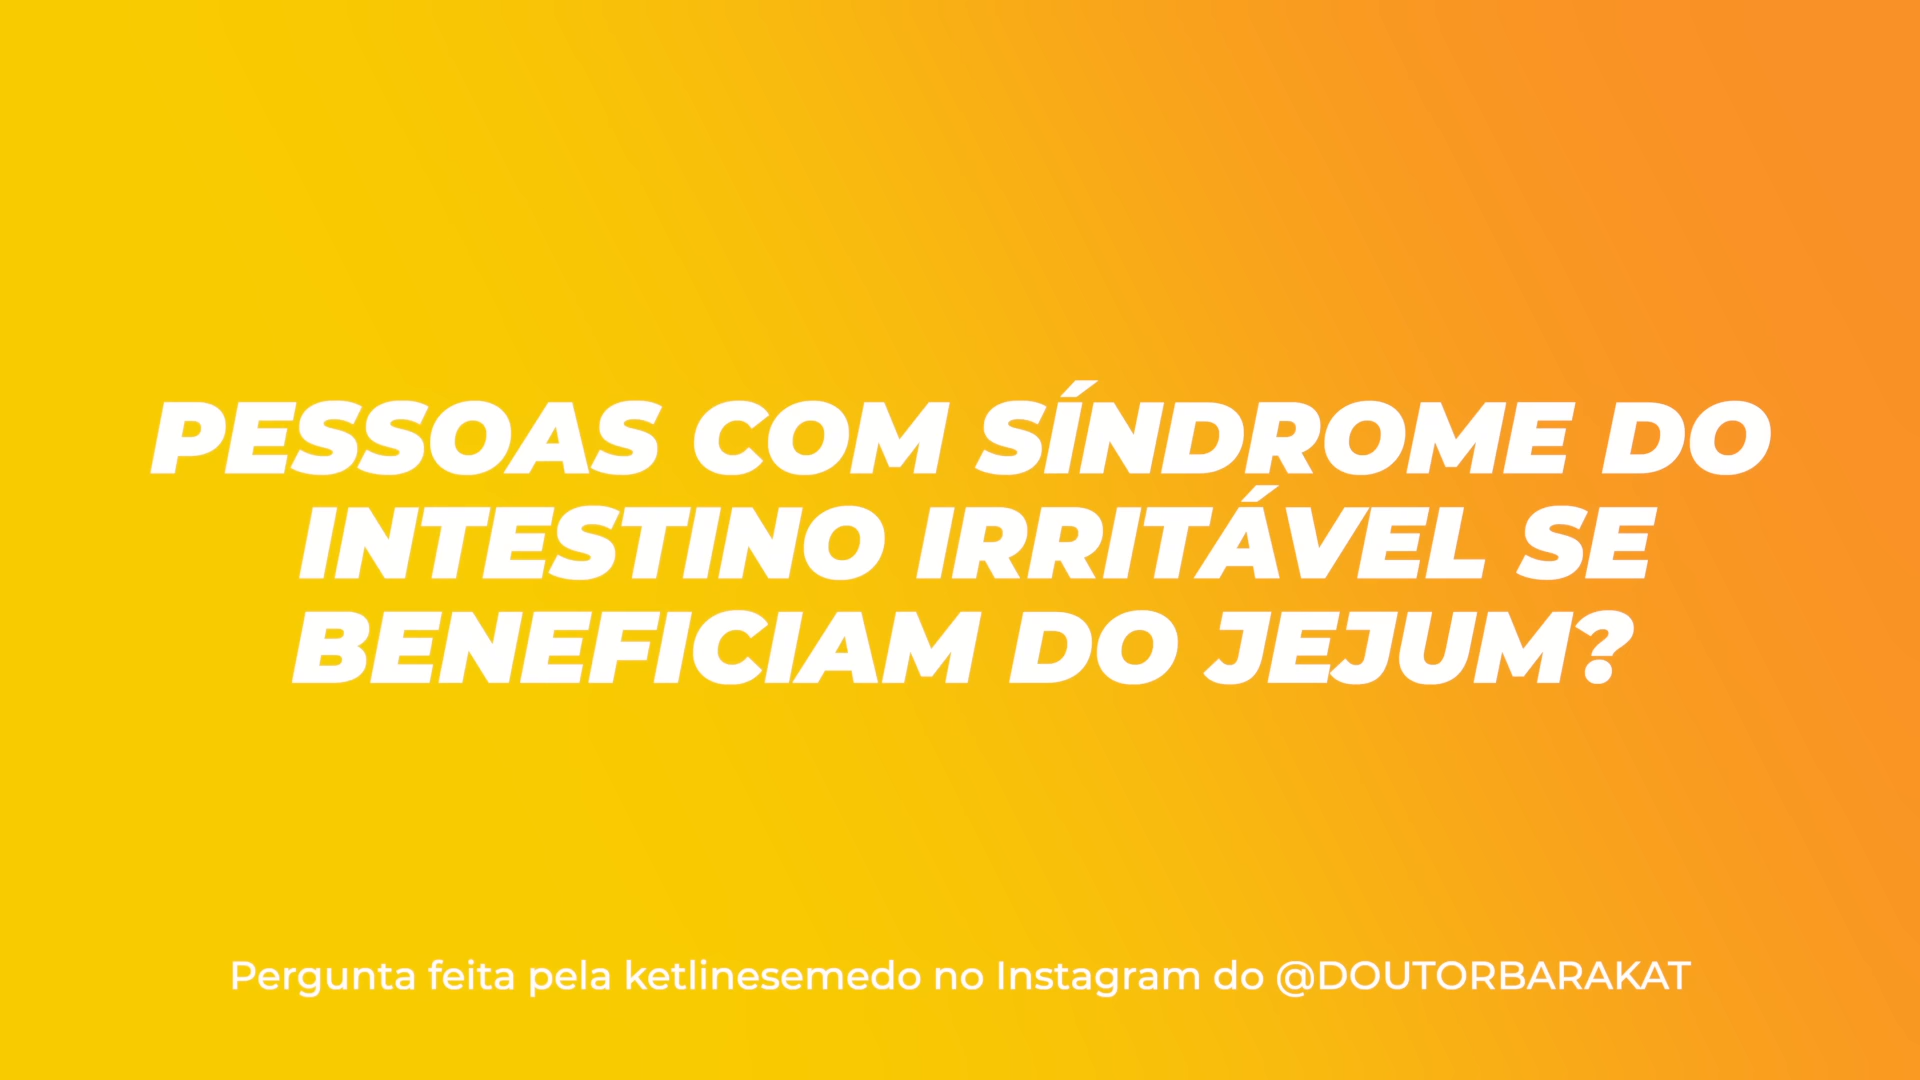 PESSOAS COM SÍNDROME DO
INTESTINO IRRITÁVEL SE
BENEFICIAM DO JEJUM?
Pergunta feita pela ketlinesemedo no Instagram do @DOUTORBARAKAT